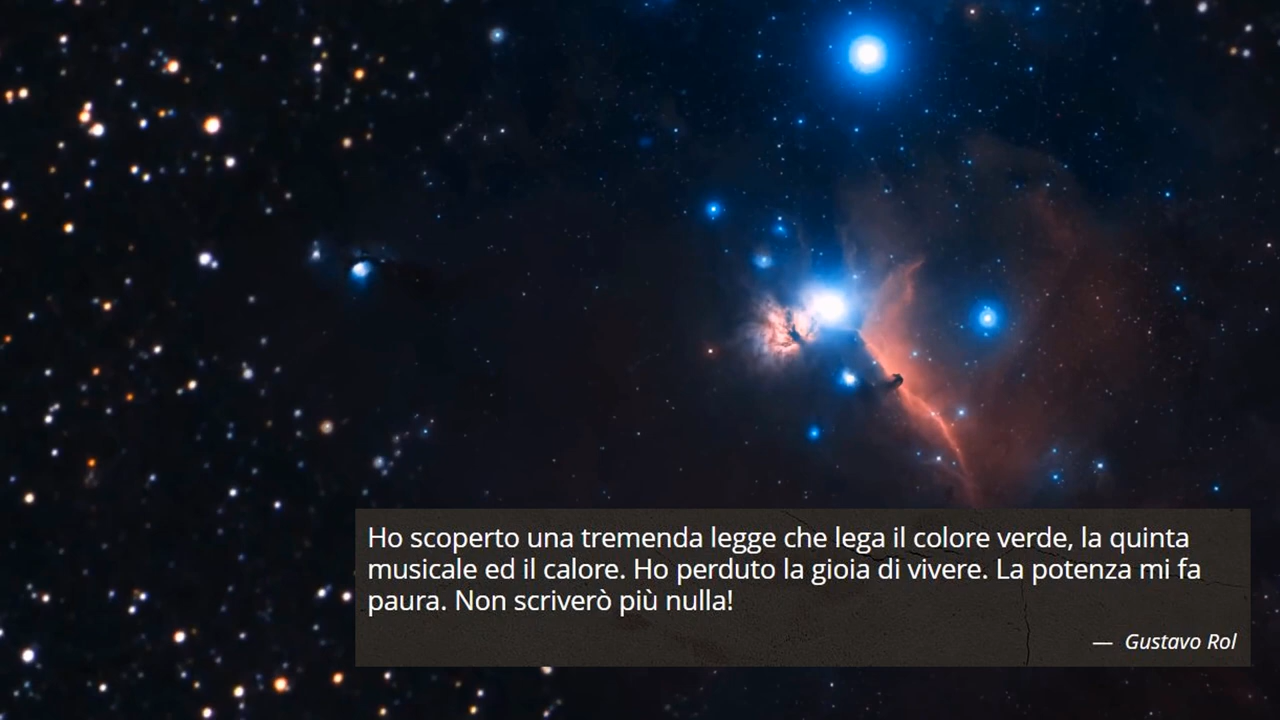 Ho scoperto una tremenda legge che lega il colore verde, la quinta
musicale ed il calore. Ho perduto la gioia di vivere. La potenza mi fa
paura. Non scriverò più nulla!
— Gustavo Rol